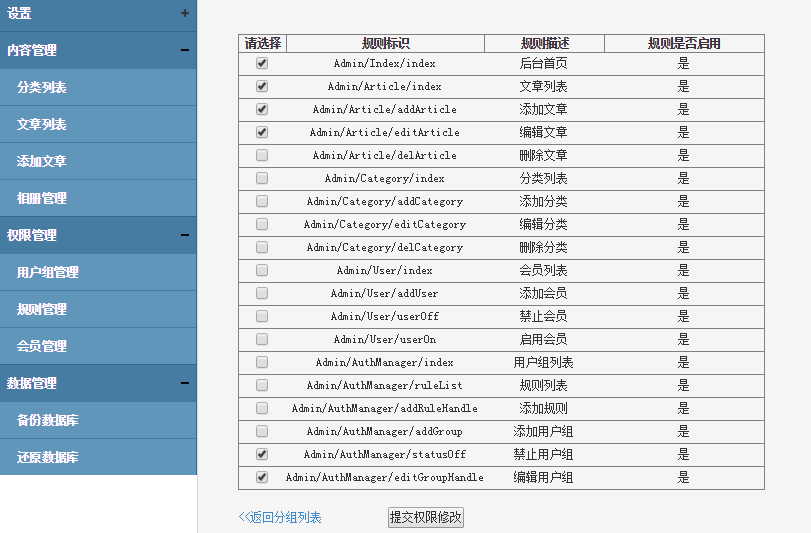 设置 +
内容管理 −
分类列表
文章列表
添加文章
相册管理
权限管理 −
用户组管理
规则管理
会员管理
数据管理 −
备份数据库
还原数据库
请选择 规则标识 规则描述 规则是否启用
Admin/Index/index 后台首页 是
Admin/Article/index 文章列表 是
Admin/Article/addArticle 添加文章 是
Admin/Article/editArticle 编辑文章 是
Admin/Article/delArticle 删除文章 是
Admin/Category/index 分类列表 是
Admin/Category/addCategory 添加分类 是
Admin/Category/editCategory 编辑分类 是
Admin/Category/delCategory 删除分类 是
Admin/User/index 会员列表 是
Admin/User/addUser 添加会员 是
Admin/User/userOff 禁止会员 是
Admin/User/userOn 启用会员 是
Admin/AuthManager/index 用户组列表 是
Admin/AuthManager/ruleList 规则列表 是
Admin/AuthManager/addRuleHandle 添加规则 是
Admin/AuthManager/addGroup 添加用户组 是
Admin/AuthManager/statusOff 禁止用户组 是
Admin/AuthManager/editGroupHandle 编辑用户组 是
<<返回分组列表 提交权限修改